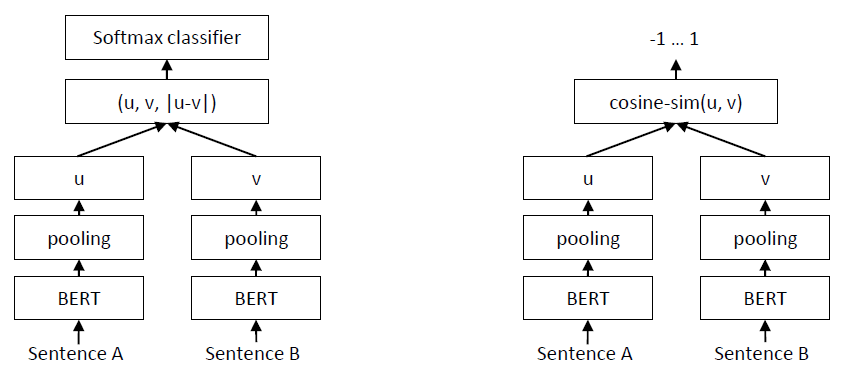 Softmax classifier
(u, v, |u-v|)
u
v
pooling
pooling
BERT
BERT
Sentence A
Sentence B
-1 … 1
cosine-sim(u, v)
u
v
pooling
pooling
BERT
BERT
Sentence A
Sentence B